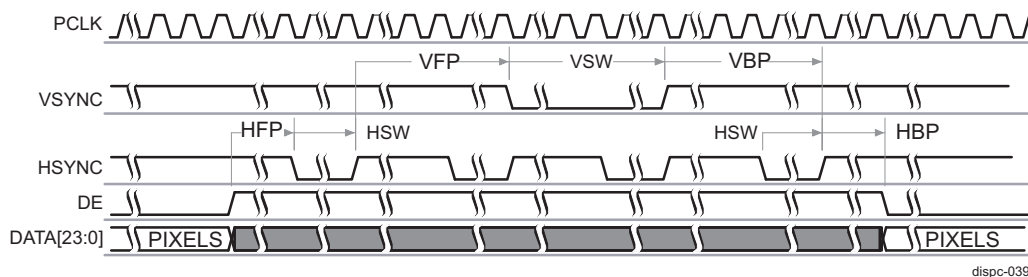 PCLK
VFP VSW VBP
VSYNC
HFP HSW HSW HBP
HSYNC
DE
DATA[23:0] PIXELS PIXELS
dispc-039